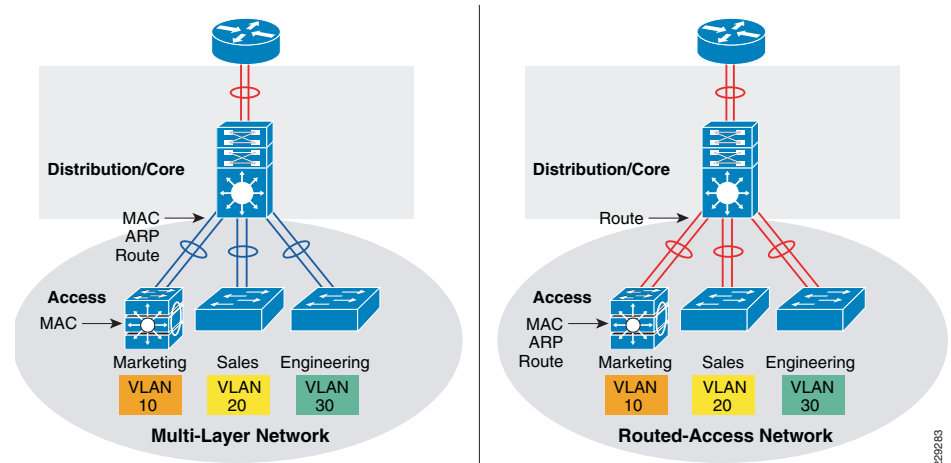 Distribution/Core
MAC
ARP
Route
Access
MAC
Marketing
Sales
Engineering
VLAN
10
VLAN
20
VLAN
30
Multi-Layer Network
Distribution/Core
Route
Access
MAC
ARP
Route
Marketing
Sales
Engineering
VLAN
10
VLAN
20
VLAN
30
Routed-Access Network
229283